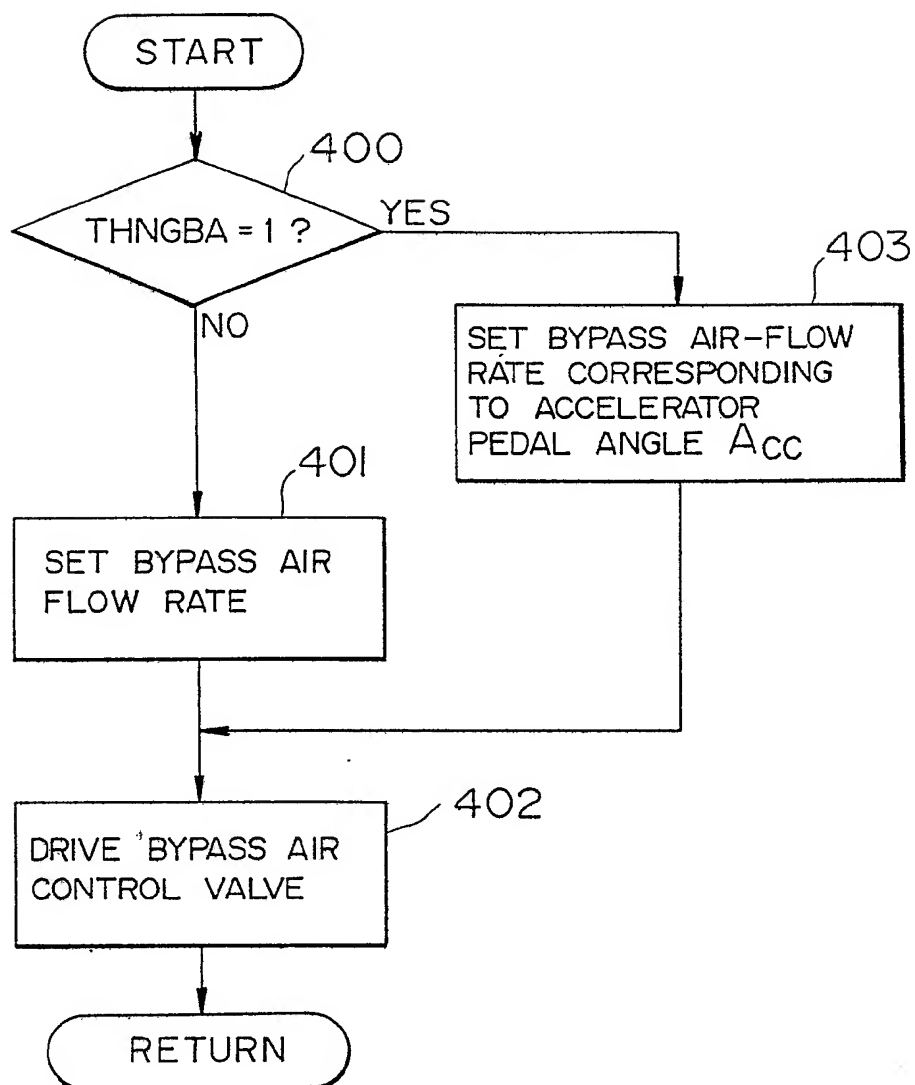 START
400
THNGBA = 1 ?
YES
NO
403
SET BYPASS AIR-FLOW
RATE CORRESPONDING
TO ACCELERATOR
PEDAL ANGLE ACC
401
SET BYPASS AIR
FLOW RATE
402
DRIVE BYPASS AIR
CONTROL VALVE
RETURN